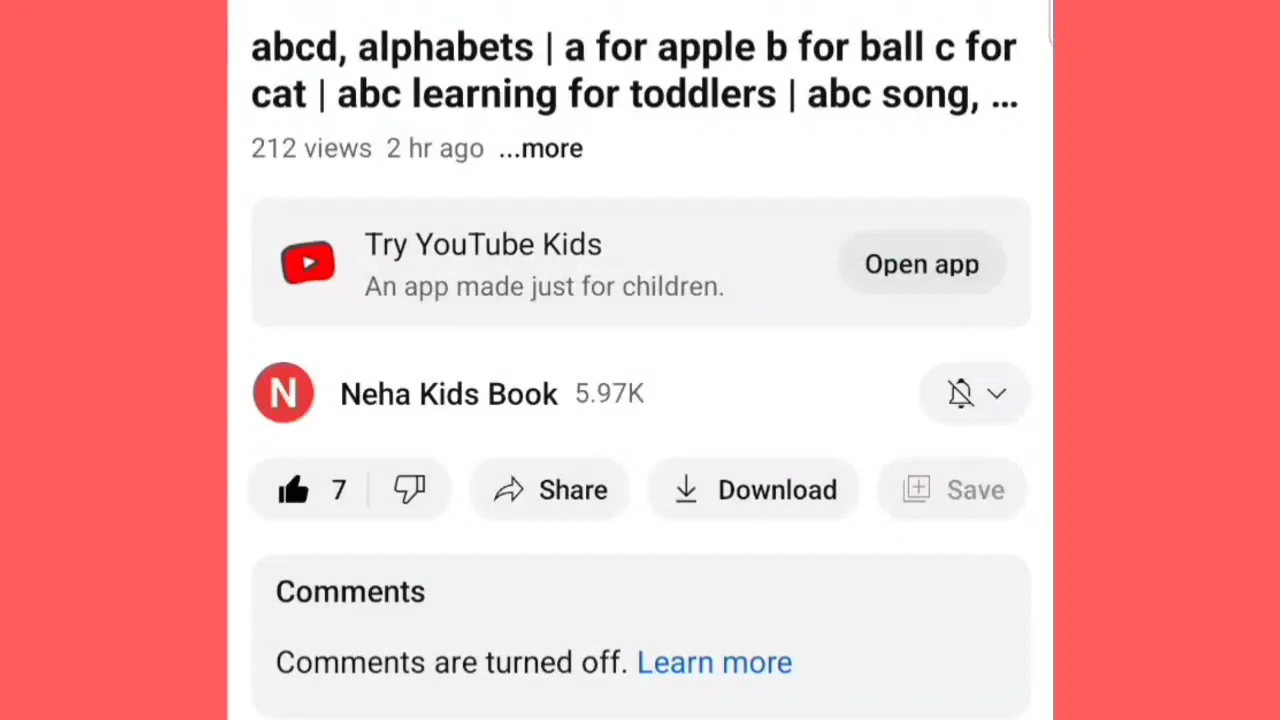 abcd, alphabets | a for apple b for ball c for
cat | abc learning for toddlers | abc song, ...
212 views 2 hr ago ...more
Try YouTube Kids
An app made just for children.
Open app
N Neha Kids Book 5.97K
7 Share Download Save
Comments
Comments are turned off. Learn more